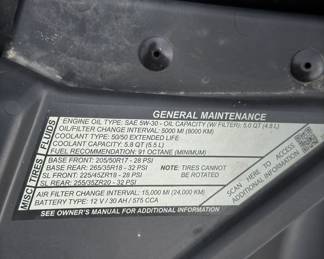 GENERAL MAINTENANCE
FLUIDS
ENGINE OIL TYPE: SAE 5W-30 - OIL CAPACITY (W/ FILTER): 5.0 QT (4.8 L)
OIL/FILTER CHANGE INTERVAL: 5000 MI (8000 KM)
COOLANT TYPE: 50/50 EXTENDED LIFE
COOLANT CAPACITY: 5.8 QT (5.5 L)
FUEL RECOMMENDATION: 91 OCTANE (MINIMUM)
TIRES
BASE FRONT: 205/50R17 - 28 PSI
BASE REAR: 265/35R18 - 32 PSI
SL FRONT: 225/45R18 - 28 PSI
SL REAR: 255/35ZR20 - 32 PSI
NOTE: TIRES CANNOT
BE ROTATED
MISC
AIR FILTER CHANGE INTERVAL: 15,000 MI (24,000 KM)
BATTERY TYPE: 12 V / 30 AH / 575 CCA
SEE OWNER'S MANUAL FOR ADDITIONAL INFORMATION
SCAN HERE
TO ACCESS
ADDITIONAL
INFORMATION